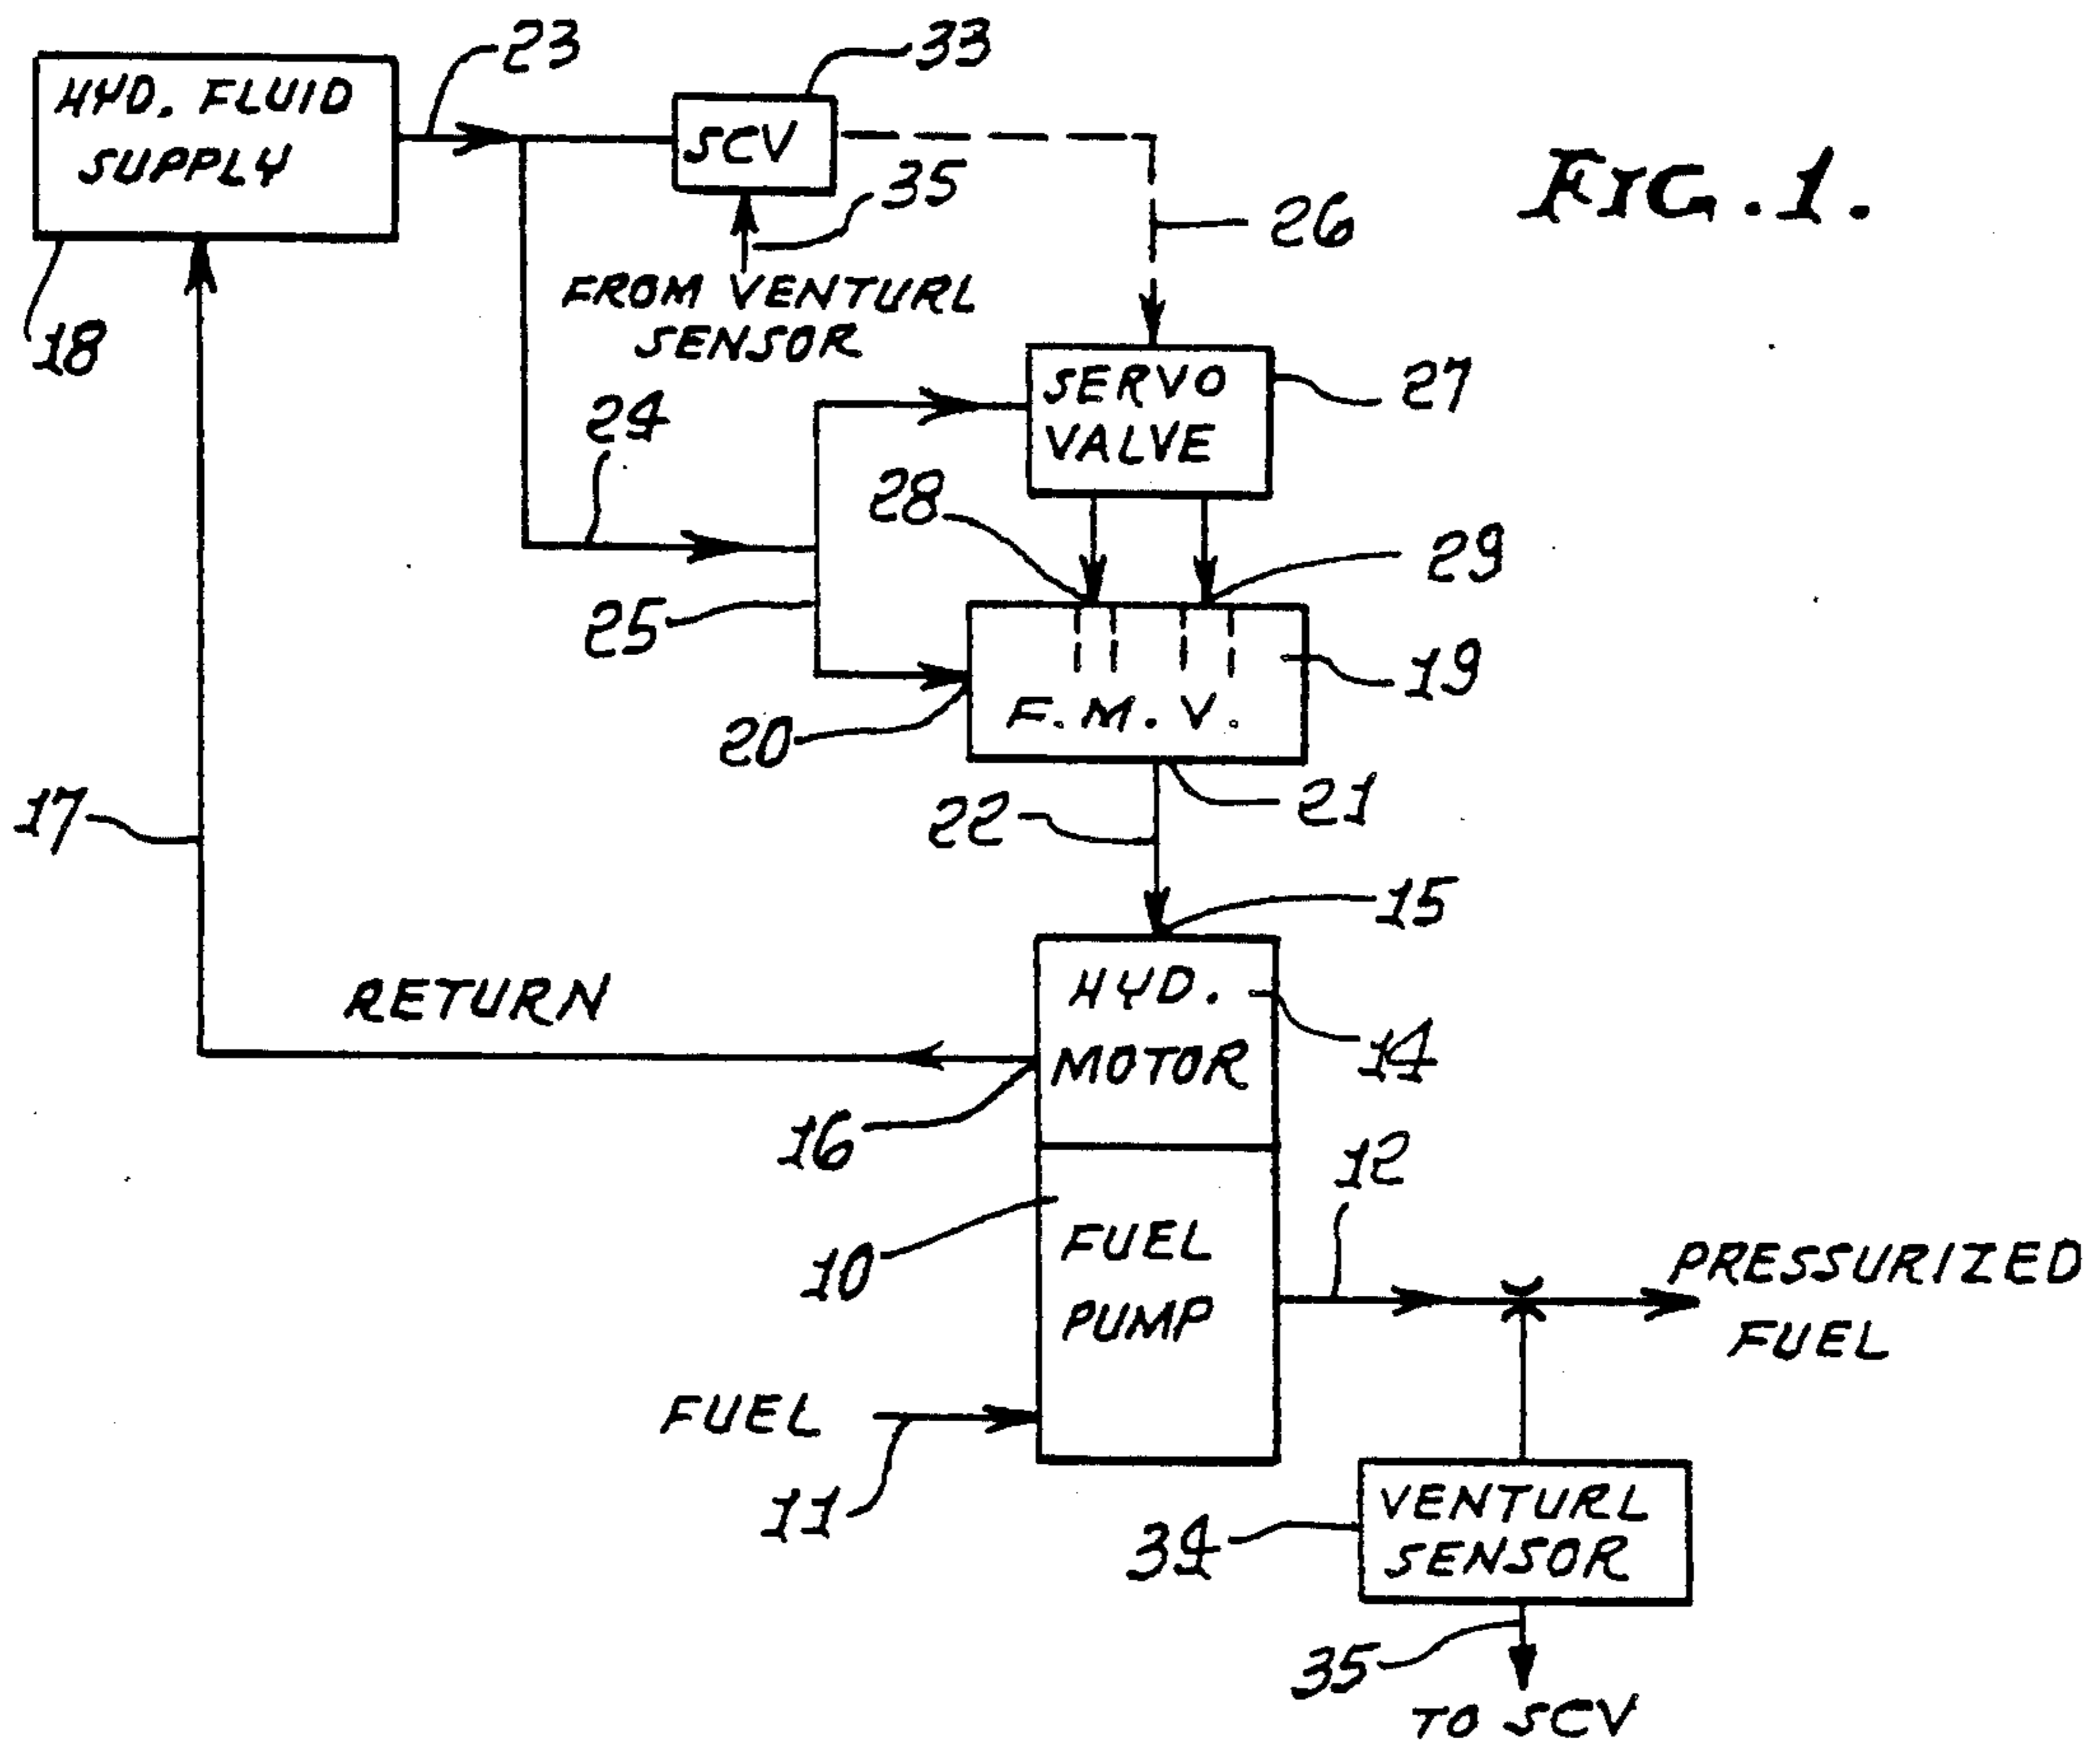 23
33
HYD. FLUID
SUPPLY
SCV
35
26
FIG. 1.
FROM VENTURI
SENSOR
18
SERVO
VALVE
27
24
28
29
25
F.M.V.
19
20
21
22
17
15
HYD.
MOTOR
14
RETURN
16
12
10
FUEL
PUMP
PRESSURIZED
FUEL
FUEL
11
VENTURI
SENSOR
34
35
TO SCV